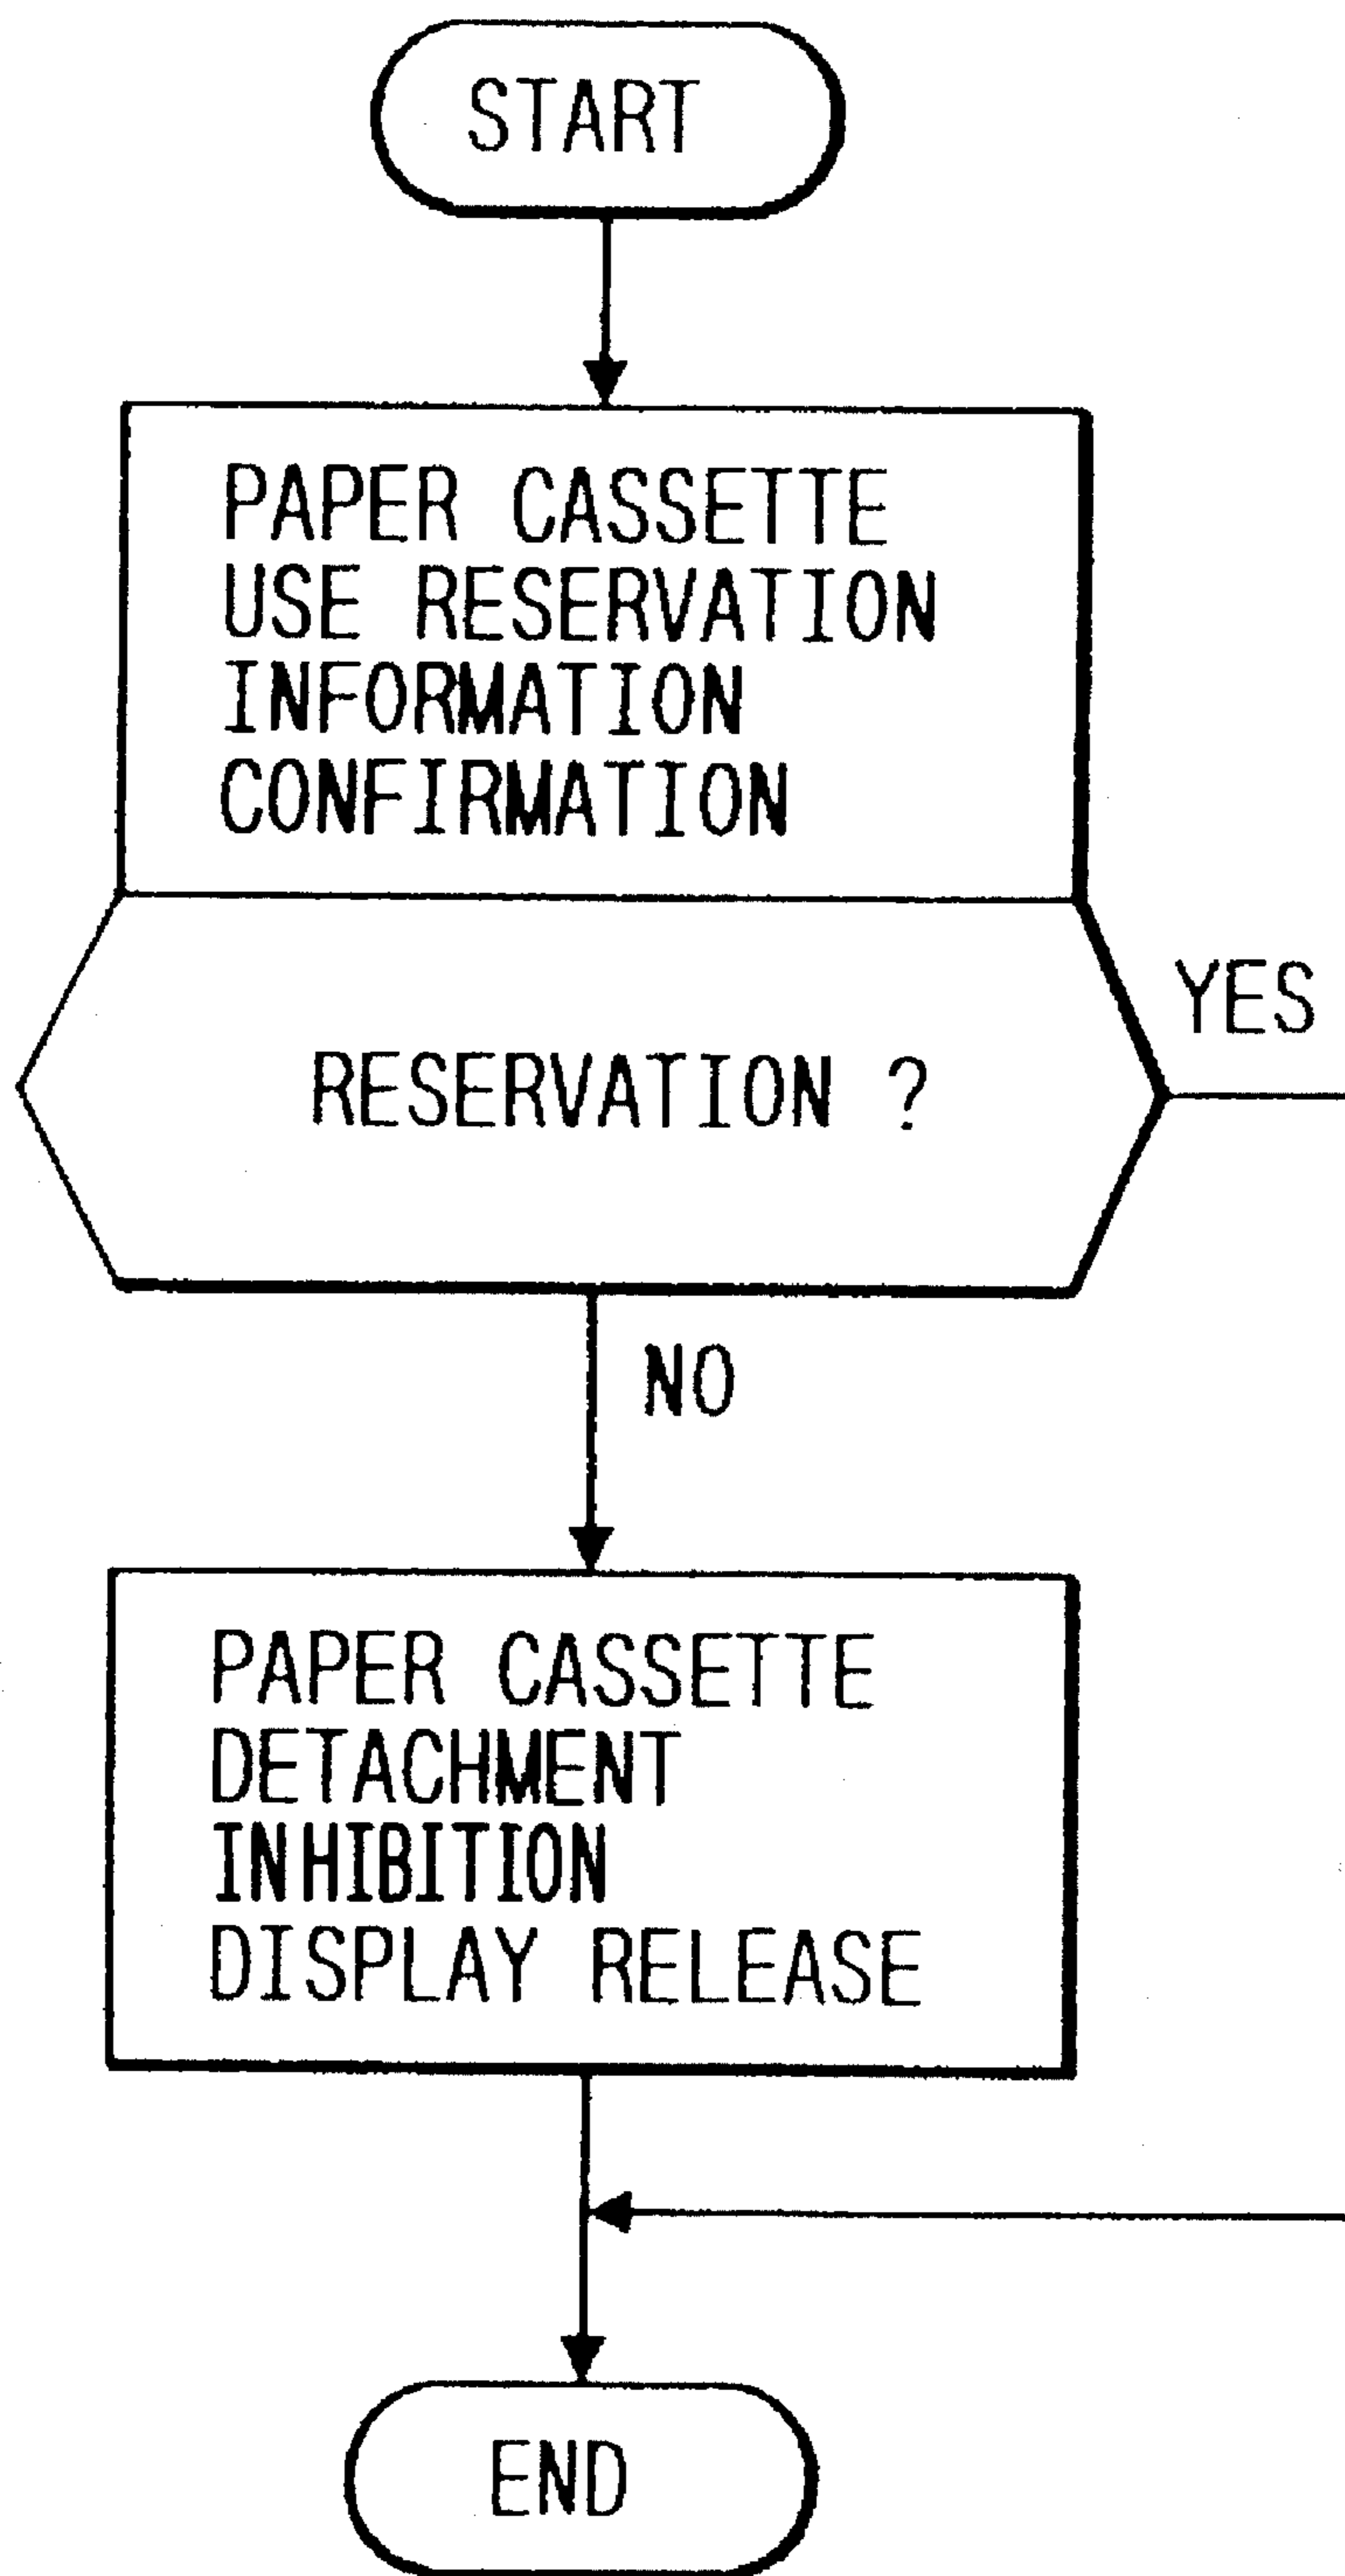 START
PAPER CASSETTE
USE RESERVATION
INFORMATION
CONFIRMATION
YES
RESERVATION ?
NO
PAPER CASSETTE
DETACHMENT
INHIBITION
DISPLAY RELEASE
END